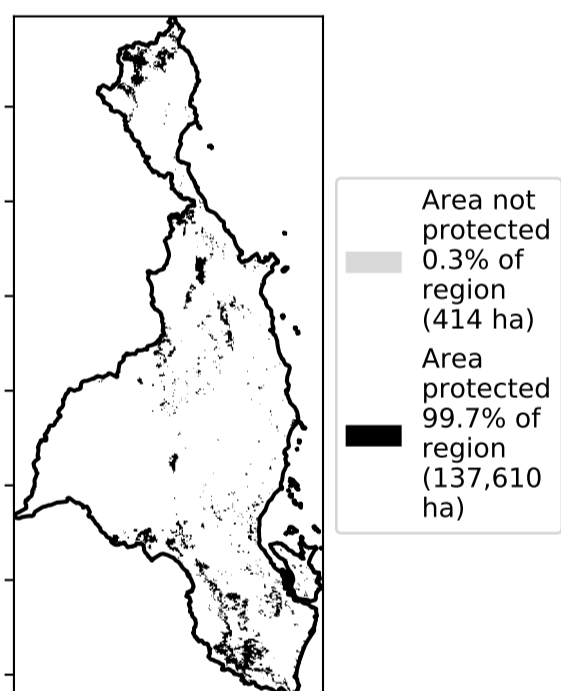 Area not
protected
0.3% of
region
(414 ha)
Area
protected
99.7% of
region
(137,610
ha)